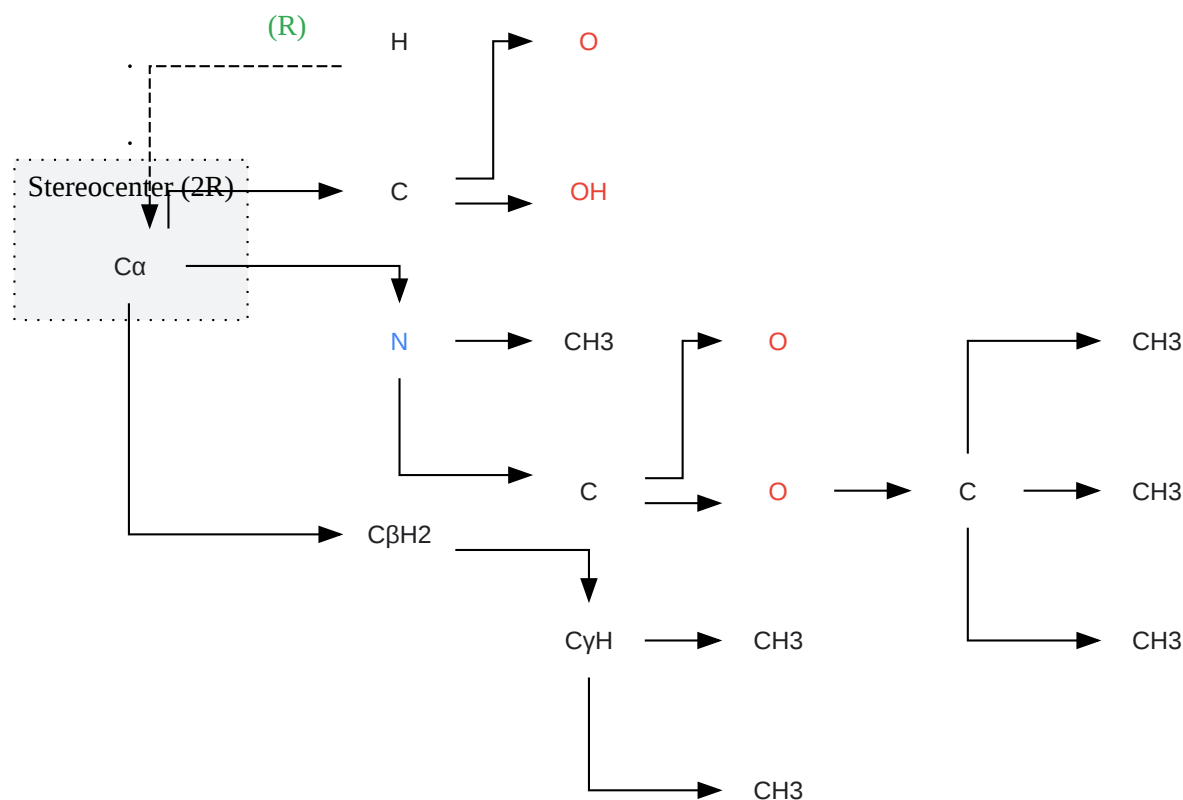 (R)
H
O
Stereocenter (2R)
C
OH
Cα
N
CH3
O
CH3
C
O
C
CH3
CβH2
CγH
CH3
CH3
CH3